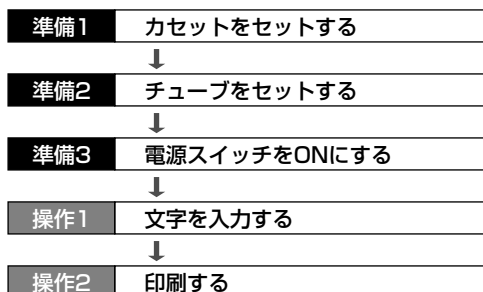 準備1 カセットをセットする
↓
準備2 チューブをセットする
↓
準備3 電源スイッチをONにする
↓
操作1 文字を入力する
↓
操作2 印刷する